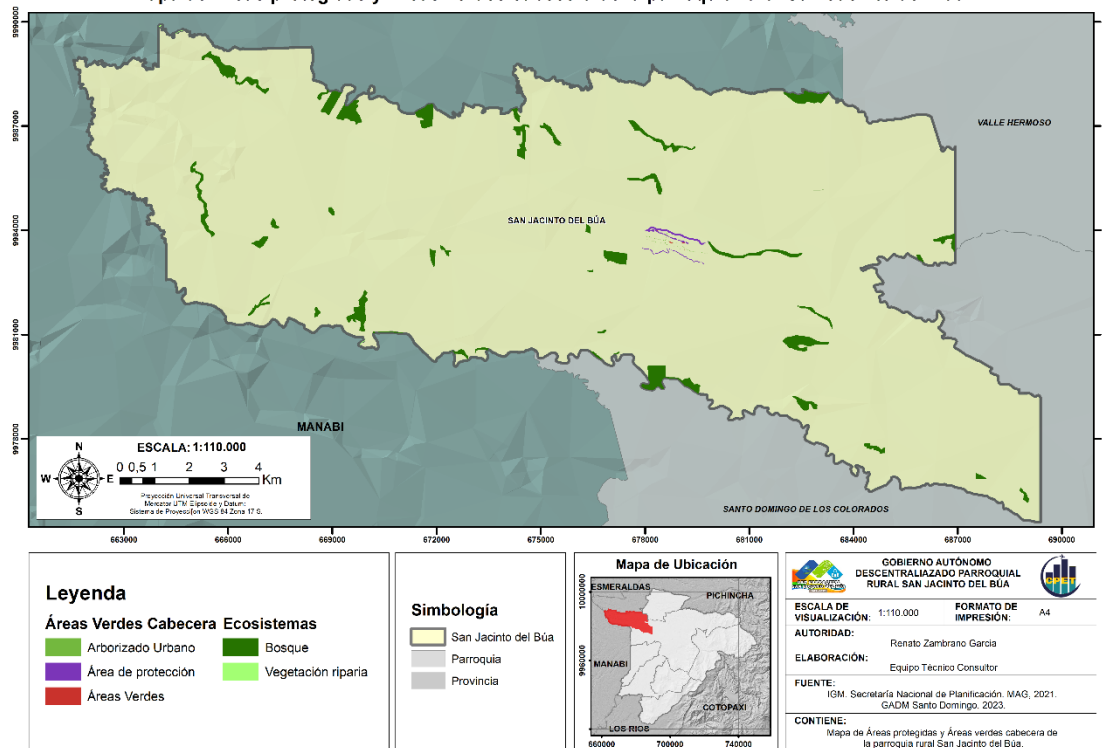 5990000
9987000
9984000
9981000
9978000
VALLE HERMOSO
SAN JACINTO DEL BÚA
MANABI
SANTO DOMINGO DE LOS COLORADOS
N
W
E
S
ESCALA: 1:110.000
0 0,5 1 2 3 4
Km
Proyección Universal Transversal de
Mercator UTM Elipsoide y Datum:
Sistema de Proyección WGS 84 Zona 17 S.
663000 666000 669000 672000 675000 678000 681000 684000 687000 690000
Leyenda
Áreas Verdes Cabecera
Arborizado Urbano
Área de protección
Áreas Verdes
Ecosistemas
Bosque
Vegetación riparia
Simbología
San Jacinto del Búa
Parroquia
Provincia
Mapa de Ubicación
ESMERALDAS
PICHINCHA
MANABI
COTOPAXI
LOS RIOS
10000000
9960000
660000 700000 740000
GOBIERNO AUTÓNOMO
DESCENTRALIAZADO PARROQUIAL
RURAL SAN JACINTO DEL BÚA
CPET
ESCALA DE
VISUALIZACIÓN: 1:110.000
FORMATO DE
IMPRESIÓN: A4
AUTORIDAD:
Renato Zambrano Garcia
ELABORACIÓN:
Equipo Técnico Consultor
FUENTE:
IGM. Secretaría Nacional de Planificación. MAG, 2021.
GADM Santo Domingo. 2023.
CONTIENE:
Mapa de Áreas protegidas y Áreas verdes cabecera de
la parroquia rural San Jacinto del Búa.